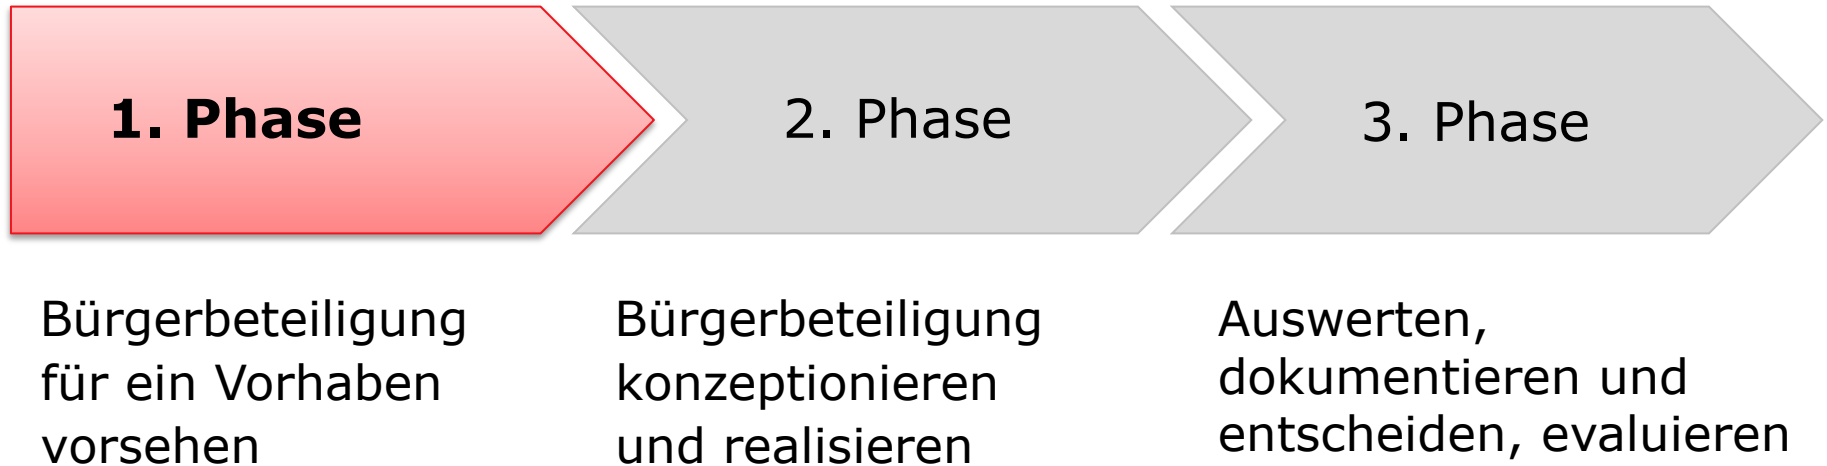 1. Phase
2. Phase
3. Phase
Bürgerbeteiligung
für ein Vorhaben
vorsehen
Bürgerbeteiligung
konzeptionieren
und realisieren
Auswerten,
dokumentieren und
entscheiden, evaluieren